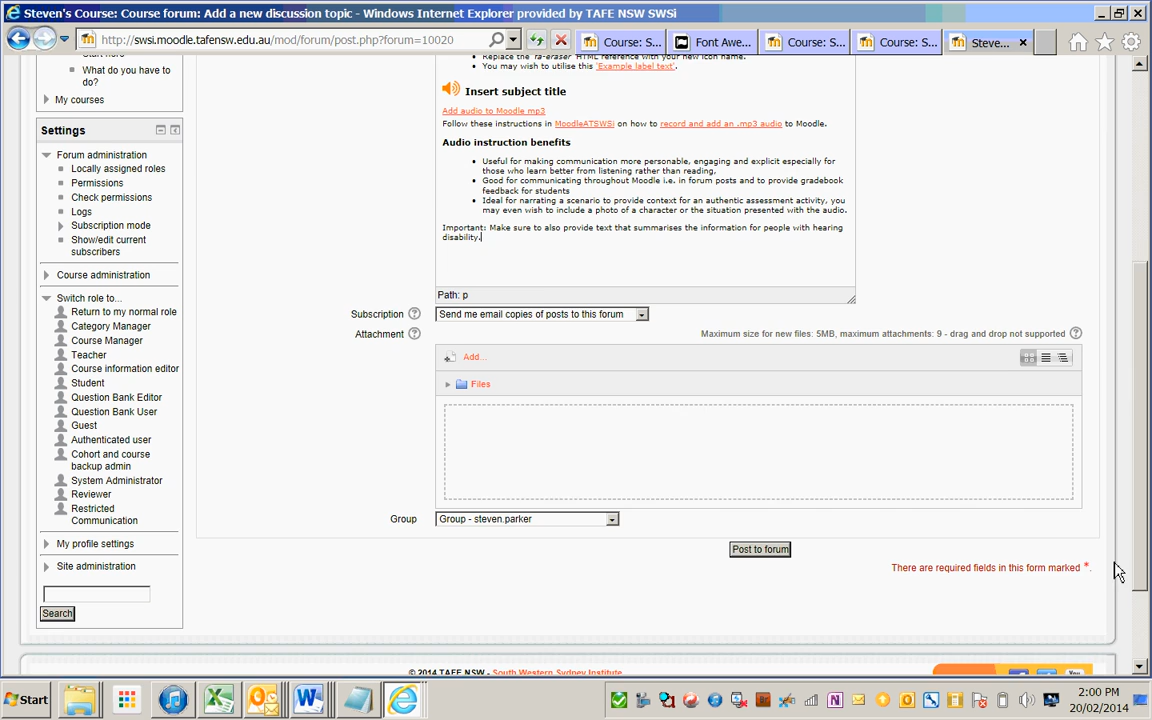 Steven's Course: Course forum: Add a new discussion topic - Windows Internet Explorer provided by TAFE NSW SWSi
http://swsi.moodle.tafensw.edu.au/mod/forum/post.php?forum=10020
Course: S...
Font Awe...
Course: S...
Course: S...
Steve...
What do you have to
do?
My courses
Settings
Forum administration
Locally assigned roles
Permissions
Check permissions
Logs
Subscription mode
Show/edit current
subscribers
Course administration
Switch role to...
Return to my normal role
Category Manager
Course Manager
Teacher
Course information editor
Student
Question Bank Editor
Question Bank User
Guest
Authenticated user
Cohort and course
backup admin
System Administrator
Reviewer
Restricted
Communication
My profile settings
Site administration
Search
Replace the fa-eraser HTML reference with your new icon name.
You may wish to utilise this 'Example label text'.
Insert subject title
Add audio to Moodle mp3
Follow these instructions in MoodleATSWSi on how to record and add an .mp3 audio to Moodle.
Audio instruction benefits
Useful for making communication more personable, engaging and explicit especially for
those who learn better from listening rather than reading,
Good for communicating throughout Moodle i.e. in forum posts and to provide gradebook
feedback for students
Ideal for narrating a scenario to provide context for an authentic assessment activity, you
may even wish to include a photo of a character or the situation presented with the audio.
Important: Make sure to also provide text that summarises the information for people with hearing
disability.
Path: p
Subscription
Send me email copies of posts to this forum
Attachment
Maximum size for new files: 5MB, maximum attachments: 9 - drag and drop not supported
Add...
Files
Group
Group - steven.parker
Post to forum
There are required fields in this form marked *.
© 2014 TAFE NSW - South Western Sydney Institute
Start
2:00 PM
20/02/2014